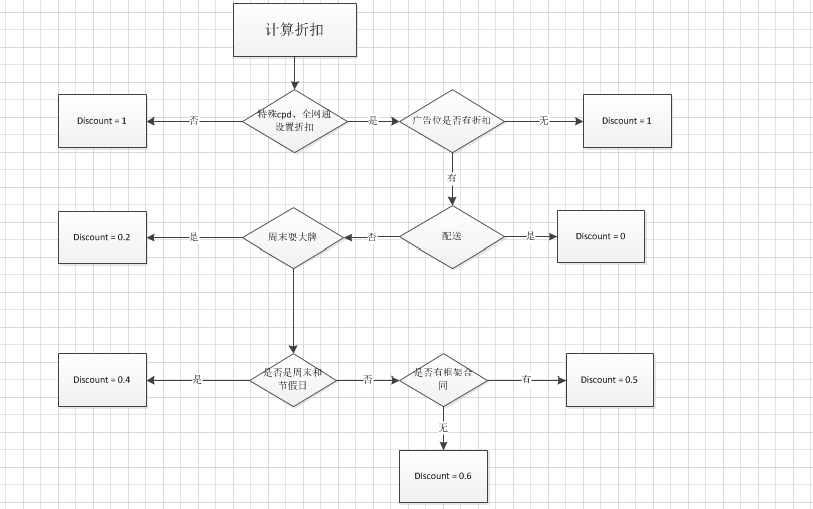 计算折扣
Discount = 1
否
特殊cpd、全网通
设置折扣
是
广告位是否有折扣
无
Discount = 1
有
Discount = 0.2
是
周末耍大牌
否
配送
是
Discount = 0
Discount = 0.4
是
是否是周末和
节假日
否
是否有框架合
同
有
Discount = 0.5
无
Discount = 0.6